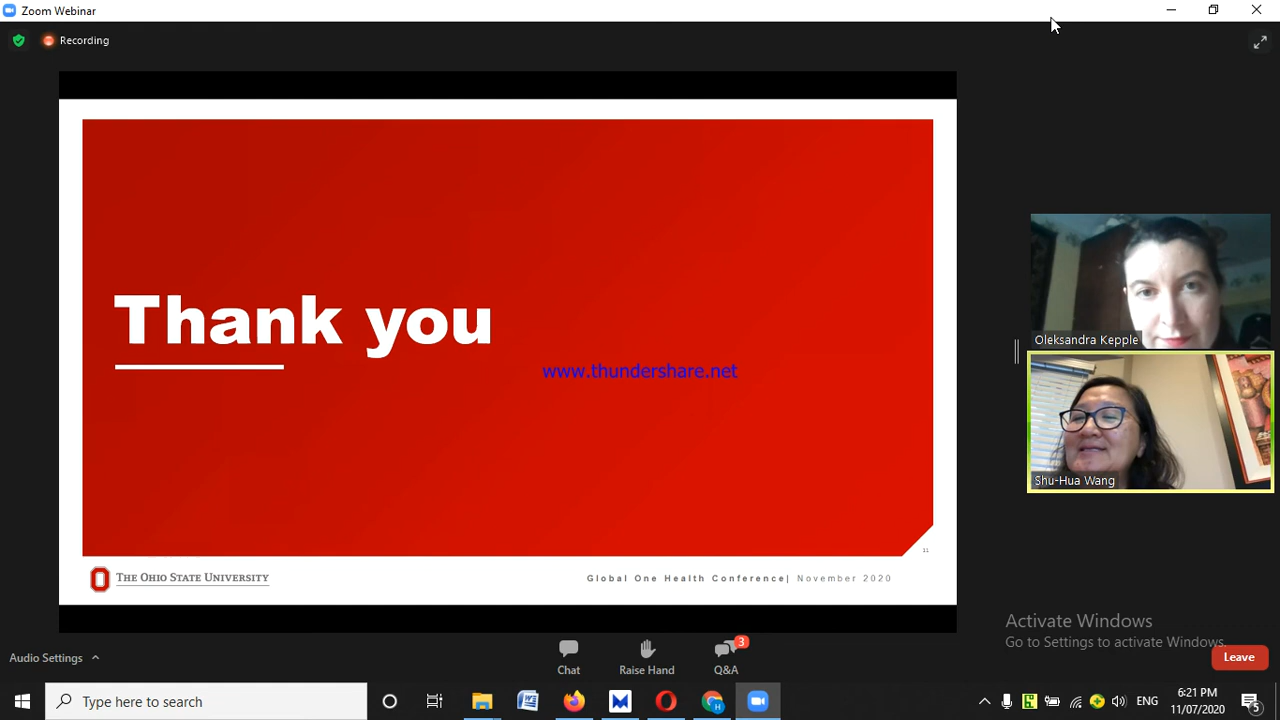 Zoom Webinar
Recording
Thank you
www.thundershare.net
11
THE OHIO STATE UNIVERSITY
Global One Health Conference| November 2020
Oleksandra Kepple
Shu-Hua Wang
Activate Windows
Go to Settings to activate Windows.
Audio Settings
Chat
Raise Hand
Q&A
3
Leave
Type here to search
ENG
6:21 PM
11/07/2020
5